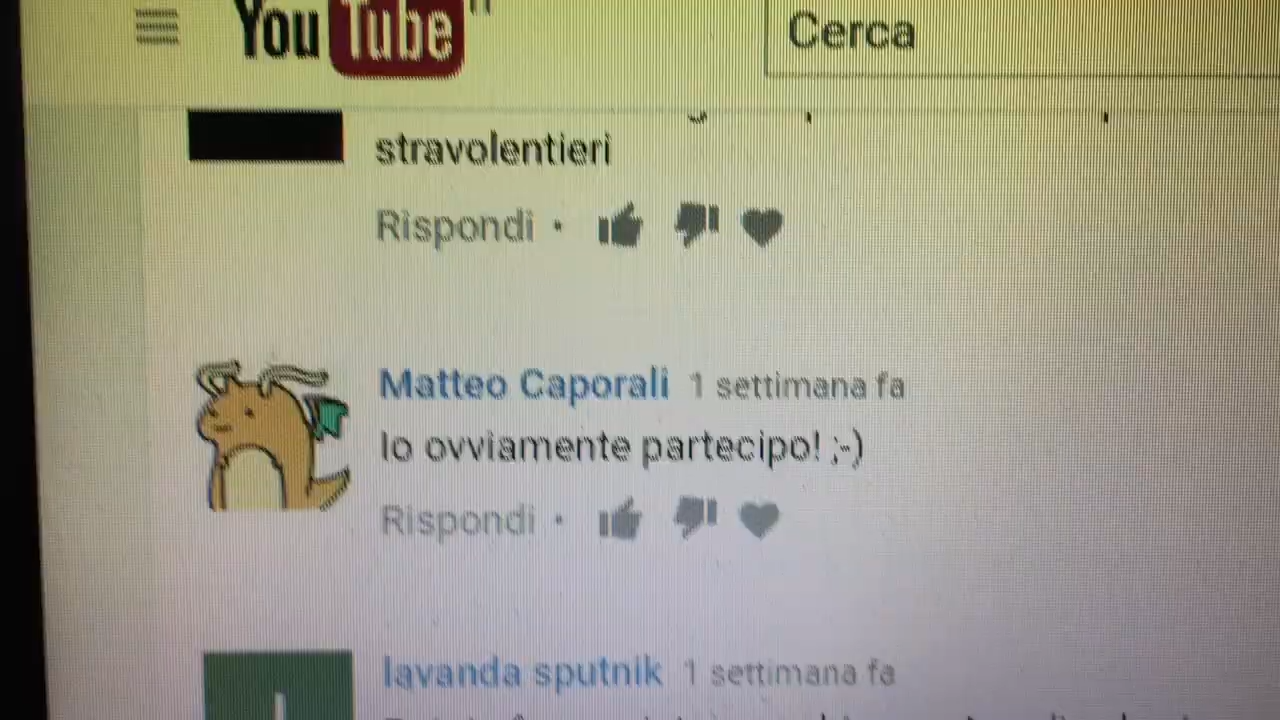 YouTube
Cerca
stravolentieri
Rispondi •
Matteo Caporali 1 settimana fa
Io ovviamente partecipo! ;-)
Rispondi •
lavanda sputnik 1 settimana fa